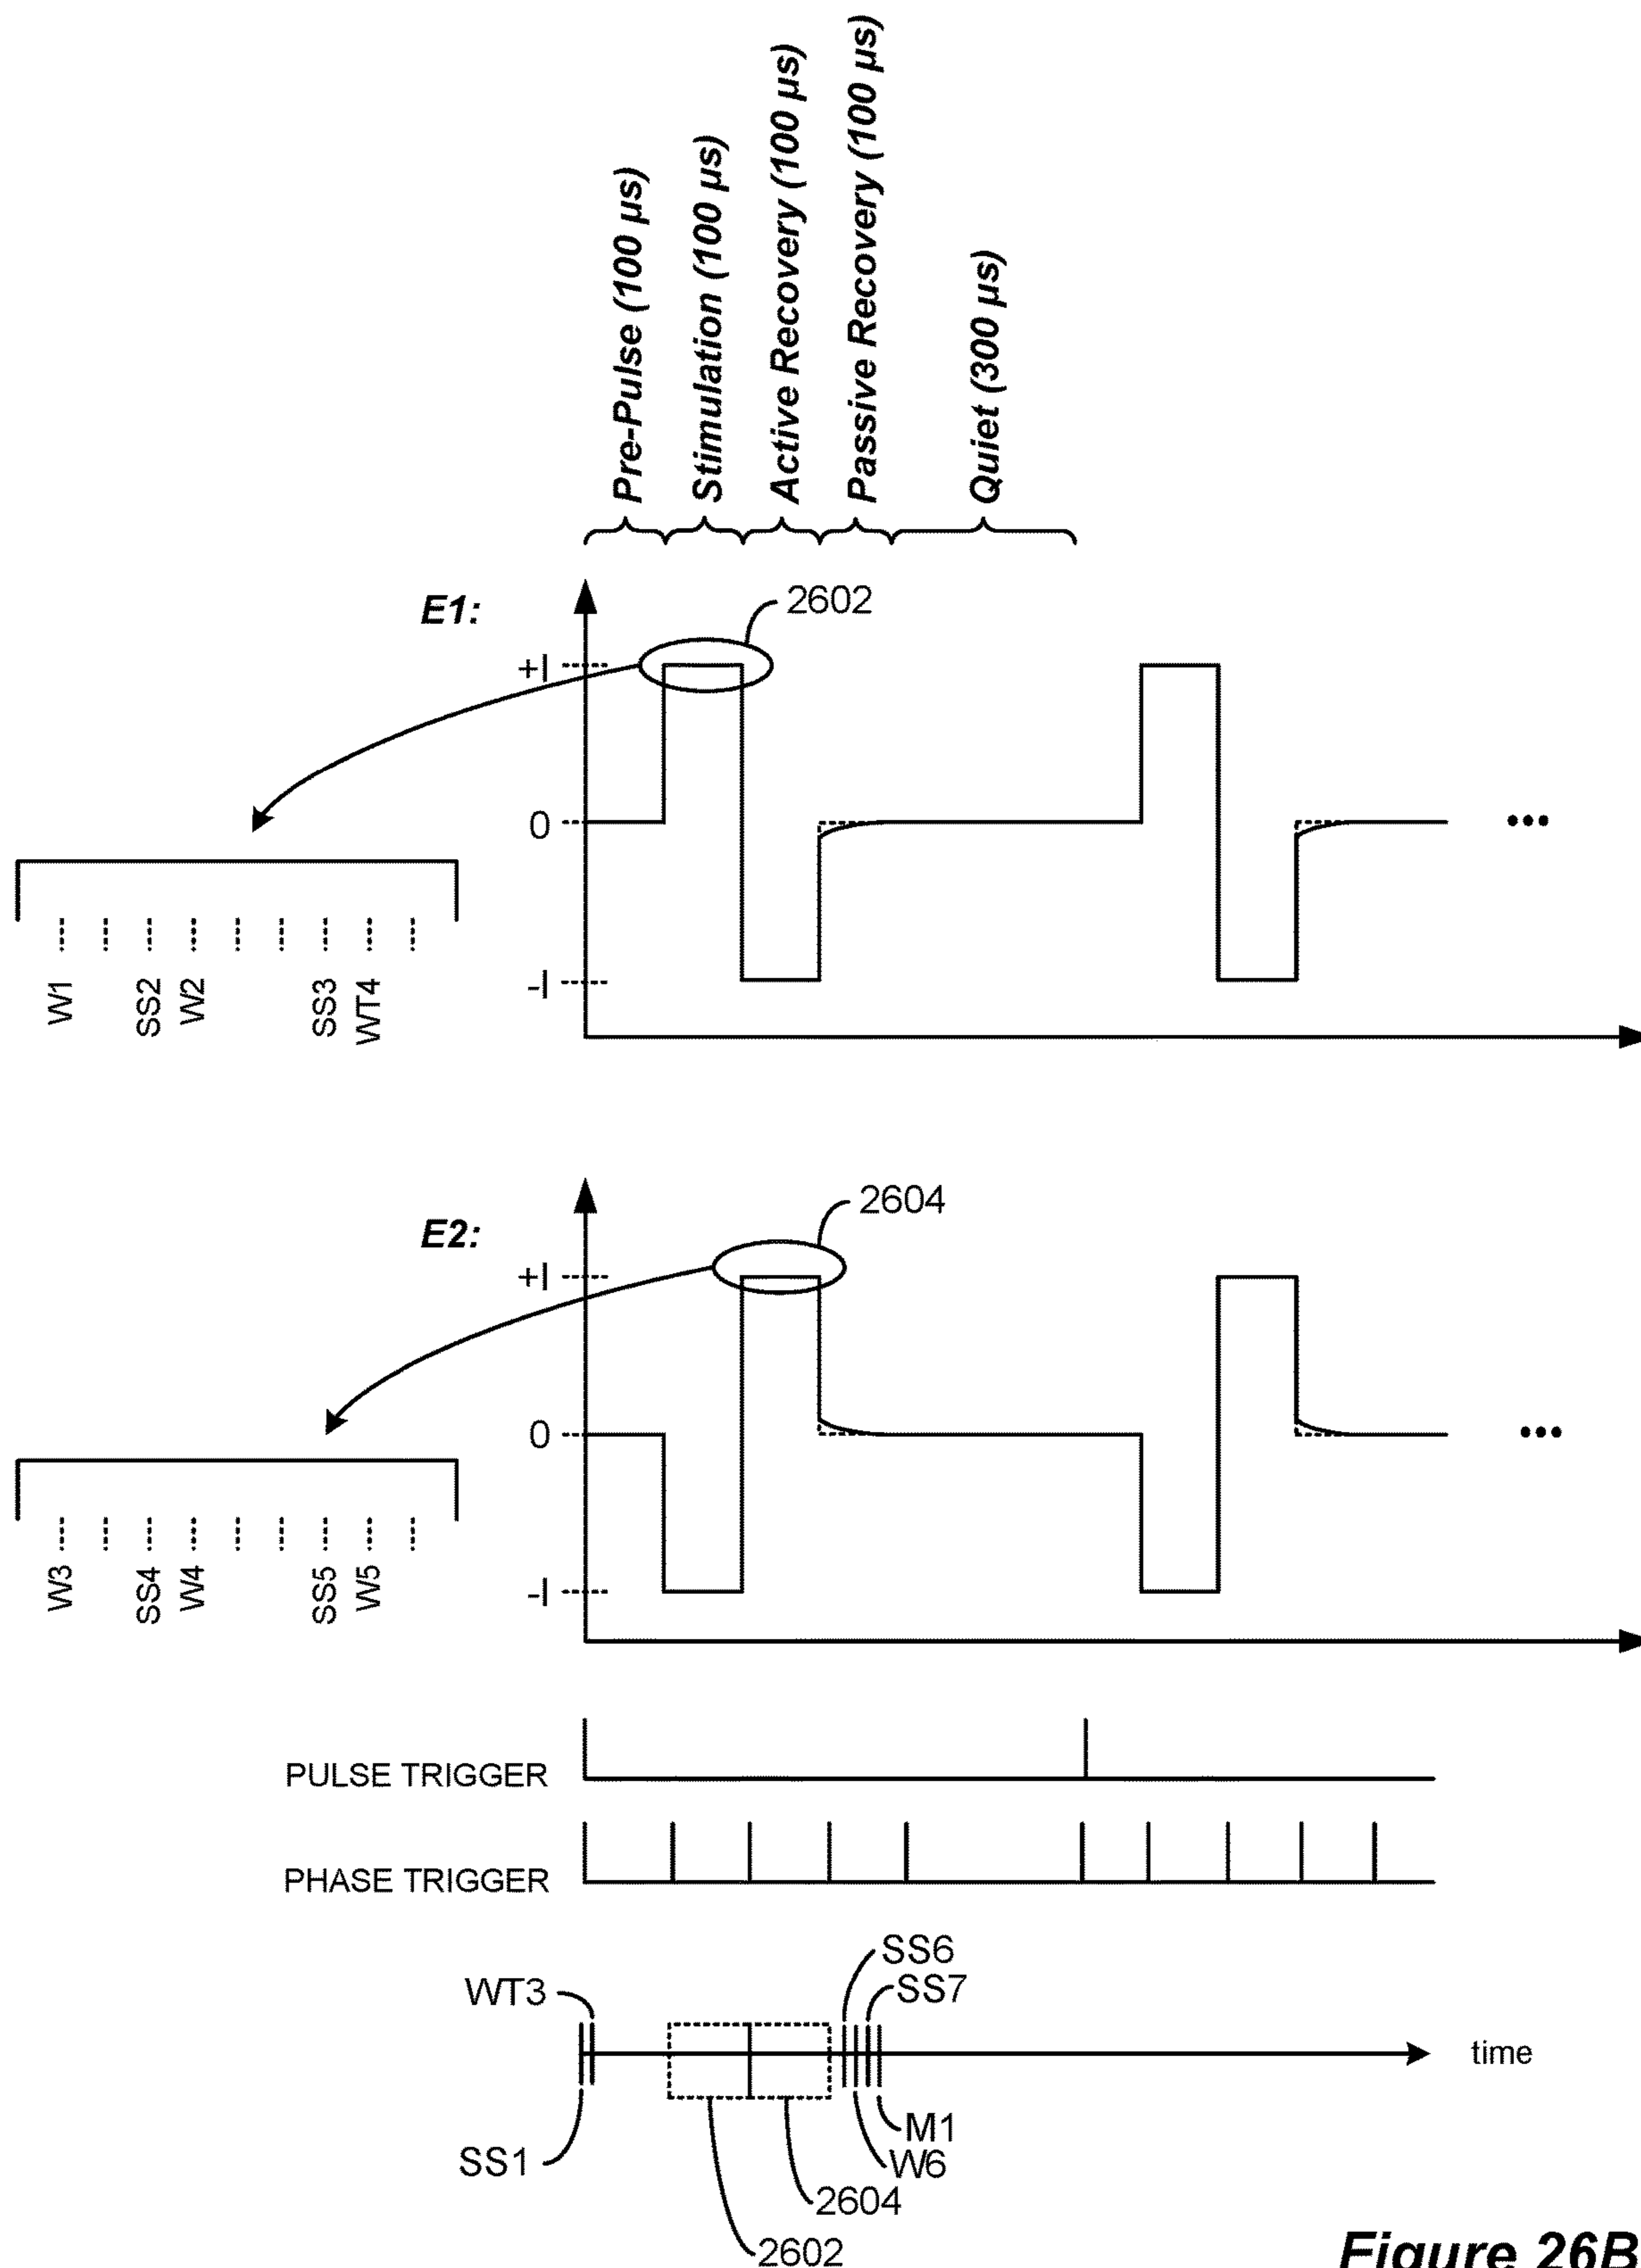 Pre-Pulse (100 µs)
Stimulation (100 µs)
Active Recovery (100 µs)
Passive Recovery (100 µs)
Quiet (300 µs)
E1:
2602
+I
0
-I
•••
W1
SS2
W2
SS3
WT4
E2:
2604
+I
0
-I
•••
W3
SS4
W4
SS5
W5
PULSE TRIGGER
PHASE TRIGGER
SS6
WT3
SS7
time
M1
SS1
W6
2604
2602
Figure 26B